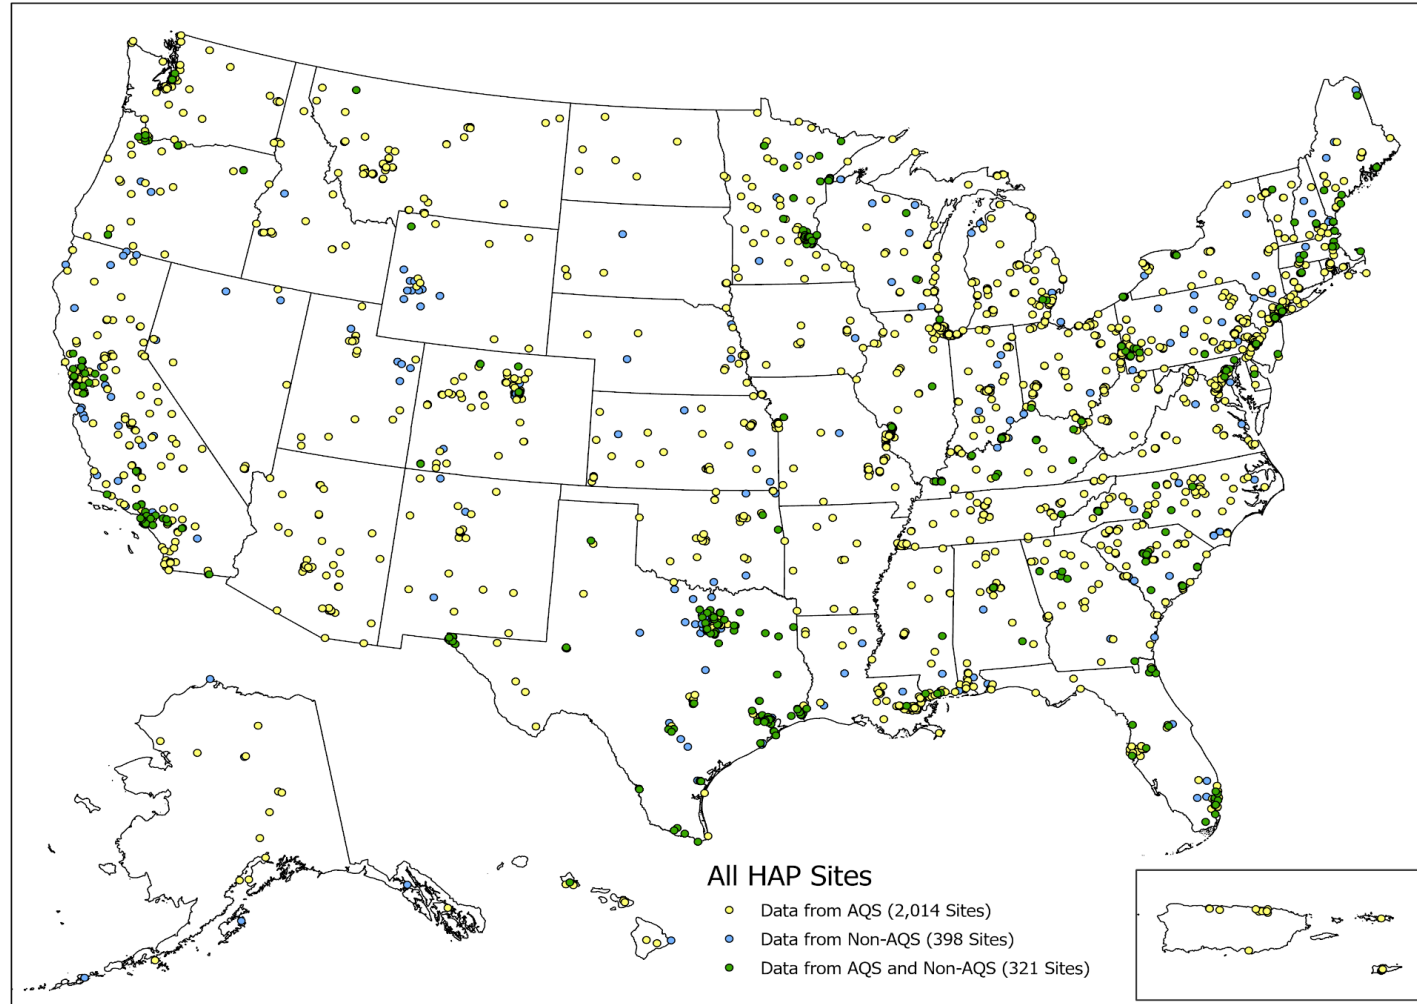 All HAP Sites
Data from AQS (2,014 Sites)
Data from Non-AQS (398 Sites)
Data from AQS and Non-AQS (321 Sites)